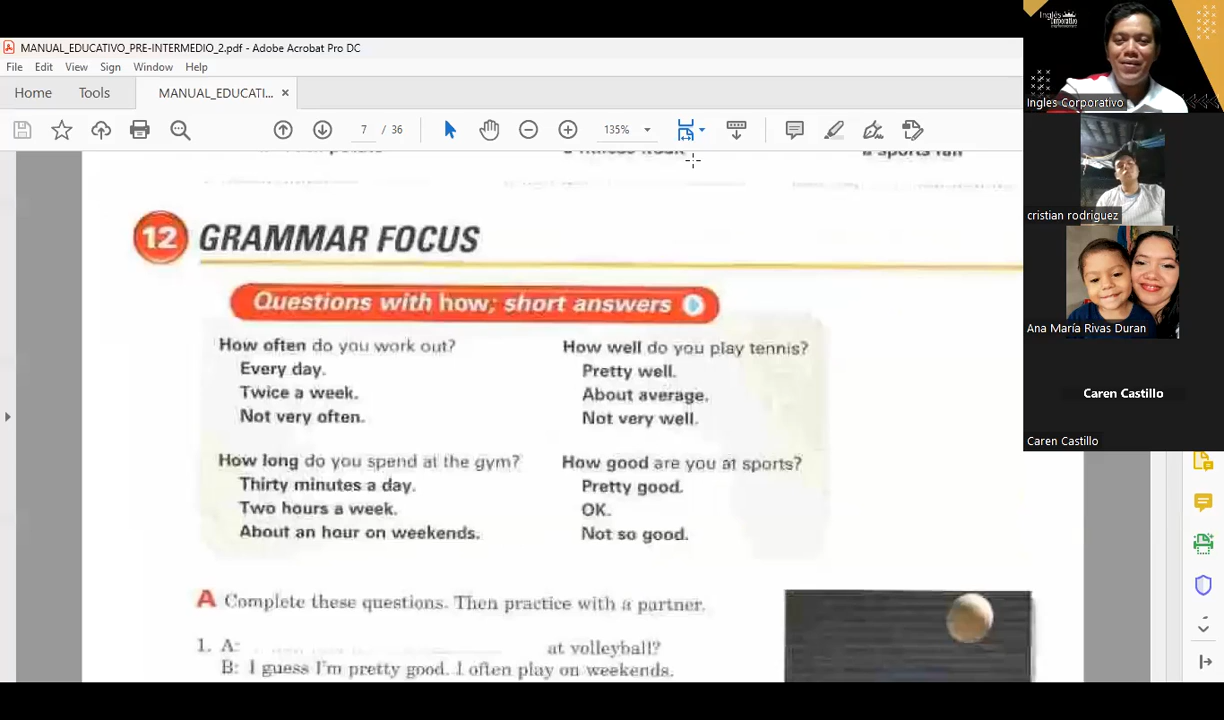 MANUAL_EDUCATIVO_PRE-INTERMEDIO_2.pdf - Adobe Acrobat Pro DC
File Edit View Sign Window Help
Home Tools MANUAL_EDUCATI... ×
7 / 36 135%
a sports fan
12 GRAMMAR FOCUS
Questions with how; short answers
How often do you work out?
Every day.
Twice a week.
Not very often.
How well do you play tennis?
Pretty well.
About average.
Not very well.
How long do you spend at the gym?
Thirty minutes a day.
Two hours a week.
About an hour on weekends.
How good are you at sports?
Pretty good.
OK.
Not so good.
A Complete these questions. Then practice with a partner.
1. A: at volleyball?
B: I guess I'm pretty good. I often play on weekends.
Inglés
Corporativo
Ingles Corporativo
cristian rodriguez
Ana María Rivas Duran
Caren Castillo
Caren Castillo